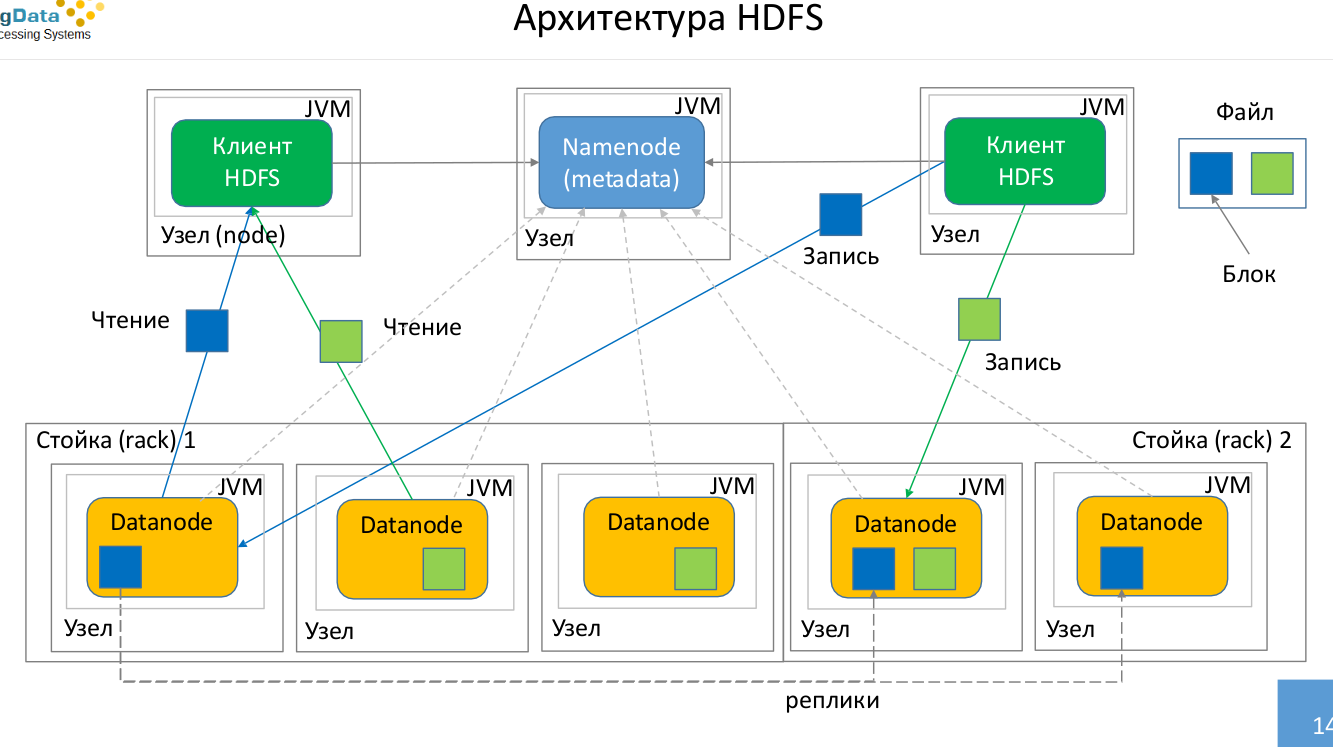 Архитектура HDFS
gData
cessing Systems
JVM
Клиент
HDFS
Узел (node)
JVM
Namenode
(metadata)
Узел
JVM
Клиент
HDFS
Узел
Файл
Блок
Запись
Чтение
Чтение
Запись
Стойка (rack) 1
Стойка (rack) 2
JVM
Datanode
Узел
JVM
Datanode
Узел
JVM
Datanode
Узел
JVM
Datanode
Узел
JVM
Datanode
Узел
реплики
14